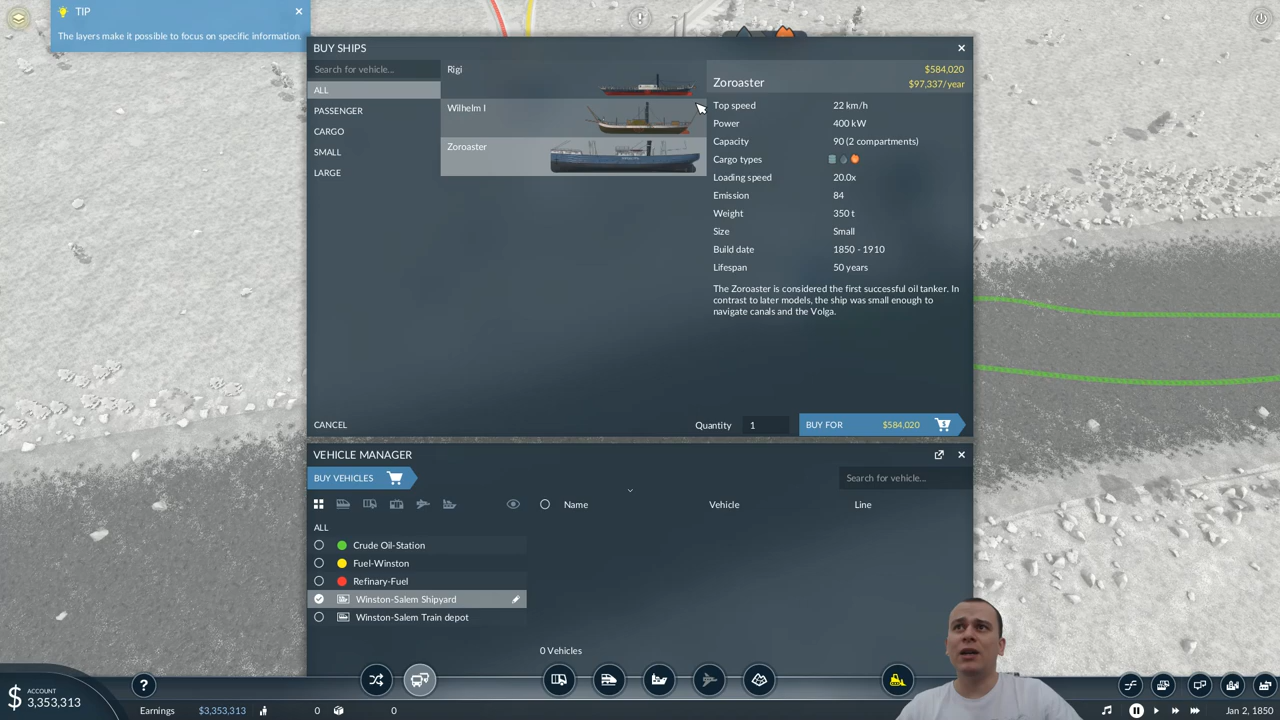 TIP
The layers make it possible to focus on specific information.
BUY SHIPS
Search for vehicle...
ALL
PASSENGER
CARGO
SMALL
LARGE
Rigi
Wilhelm I
Zoroaster
Zoroaster
$584,020
$97,337/year
Top speed 22 km/h
Power 400 kW
Capacity 90 (2 compartments)
Cargo types
Loading speed 20.0x
Emission 84
Weight 350 t
Size Small
Build date 1850 - 1910
Lifespan 50 years
The Zoroaster is considered the first successful oil tanker. In
contrast to later models, the ship was small enough to
navigate canals and the Volga.
CANCEL
Quantity 1
BUY FOR $584,020
VEHICLE MANAGER
BUY VEHICLES
Search for vehicle...
Name Vehicle Line
ALL
Crude Oil-Station
Fuel-Winston
Refinary-Fuel
Winston-Salem Shipyard
Winston-Salem Train depot
0 Vehicles
$ ACCOUNT
3,353,313
?
Earnings $3,353,313 0 0
Jan 2, 1850